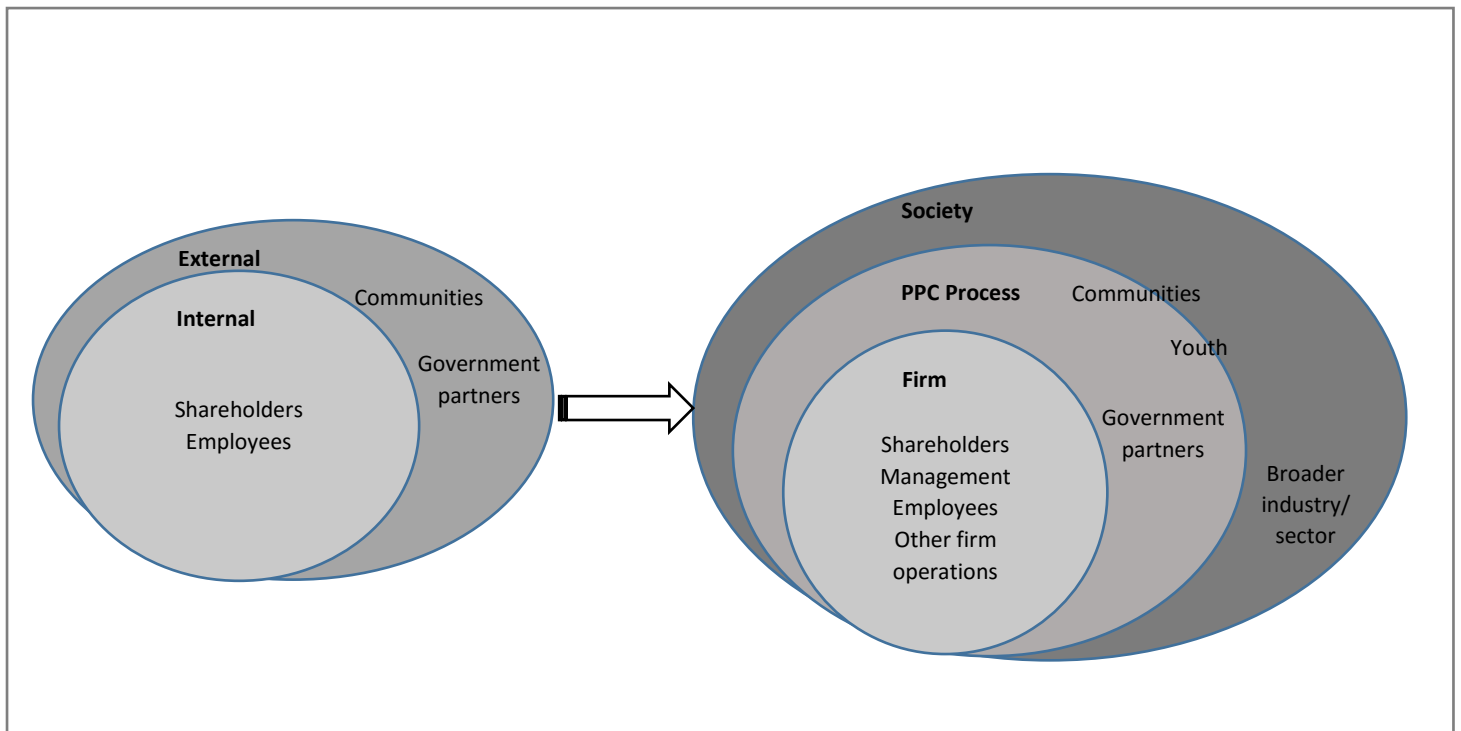 External
Communities
Internal
Government
partners
Shareholders
Employees
Society
PPC Process
Communities
Youth
Firm
Government
partners
Shareholders
Management
Employees
Other firm
operations
Broader
industry/
sector